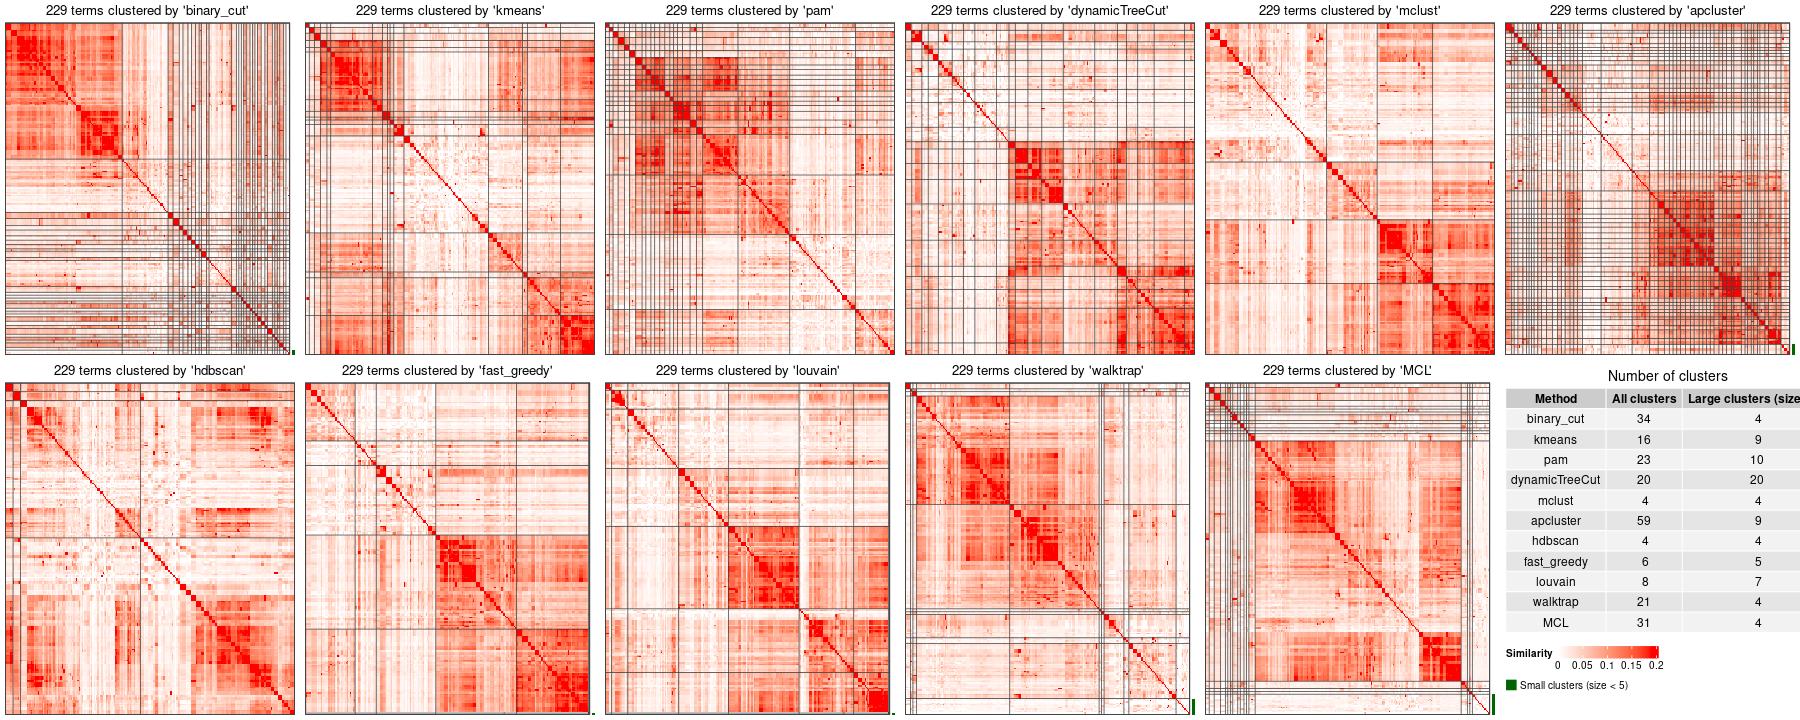 229 terms clustered by 'binary_cut'
229 terms clustered by 'kmeans'
229 terms clustered by 'pam'
229 terms clustered by 'dynamicTreeCut'
229 terms clustered by 'mclust'
229 terms clustered by 'apcluster'
229 terms clustered by 'hdbscan'
229 terms clustered by 'fast_greedy'
229 terms clustered by 'louvain'
229 terms clustered by 'walktrap'
229 terms clustered by 'MCL'
Number of clusters
Method All clusters Large clusters (size
binary_cut 34 4
kmeans 16 9
pam 23 10
dynamicTreeCut 20 20
mclust 4 4
apcluster 59 9
hdbscan 4 4
fast_greedy 6 5
louvain 8 7
walktrap 21 4
MCL 31 4
Similarity
0 0.05 0.1 0.15 0.2
Small clusters (size < 5)